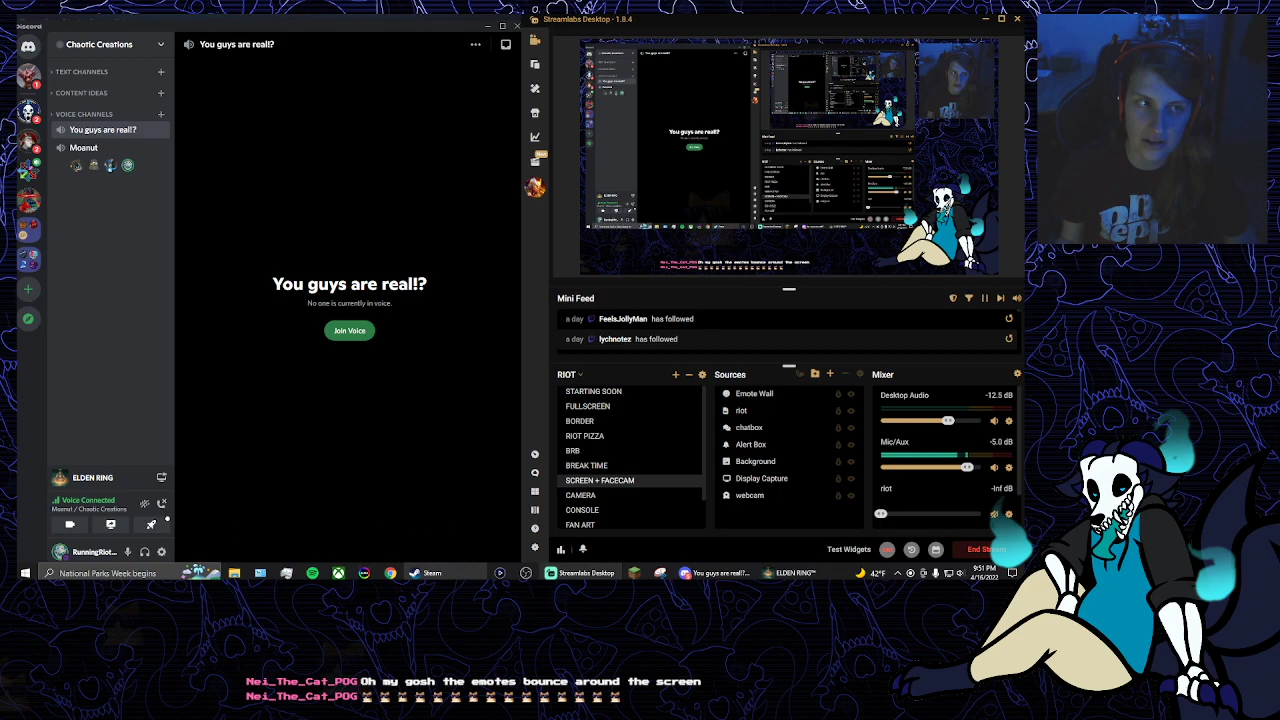 Discord
Chaotic Creations
TEXT CHANNELS
CONTENT IDEAS
VOICE CHANNELS
You guys are real!?
Moanut
ELDEN RING
Voice Connected
Moanut / Chaotic Creations
RunningRiot...
You guys are real!?
You guys are real!?
No one is currently in voice.
Join Voice
Streamlabs Desktop - 1.8.4
Mini Feed
a day FeelsJollyMan has followed
a day lychnotez has followed
RIOT
STARTING SOON
FULLSCREEN
BORDER
RIOT PIZZA
BRB
BREAK TIME
SCREEN + FACECAM
CAMERA
CONSOLE
FAN ART
Sources
Emote Wall
riot
chatbox
Alert Box
Background
Display Capture
webcam
Mixer
Desktop Audio -12.5 dB
Mic/Aux -5.0 dB
riot -Inf dB
Test Widgets
REC
End Stream
National Parks Week begins
Steam
Streamlabs Desktop
You guys are real!?...
ELDEN RING™
42°F
9:51 PM
4/16/2022
Nei_The_Cat_POG Oh my gosh the emotes bounce around the screen
Nei_The_Cat_POG